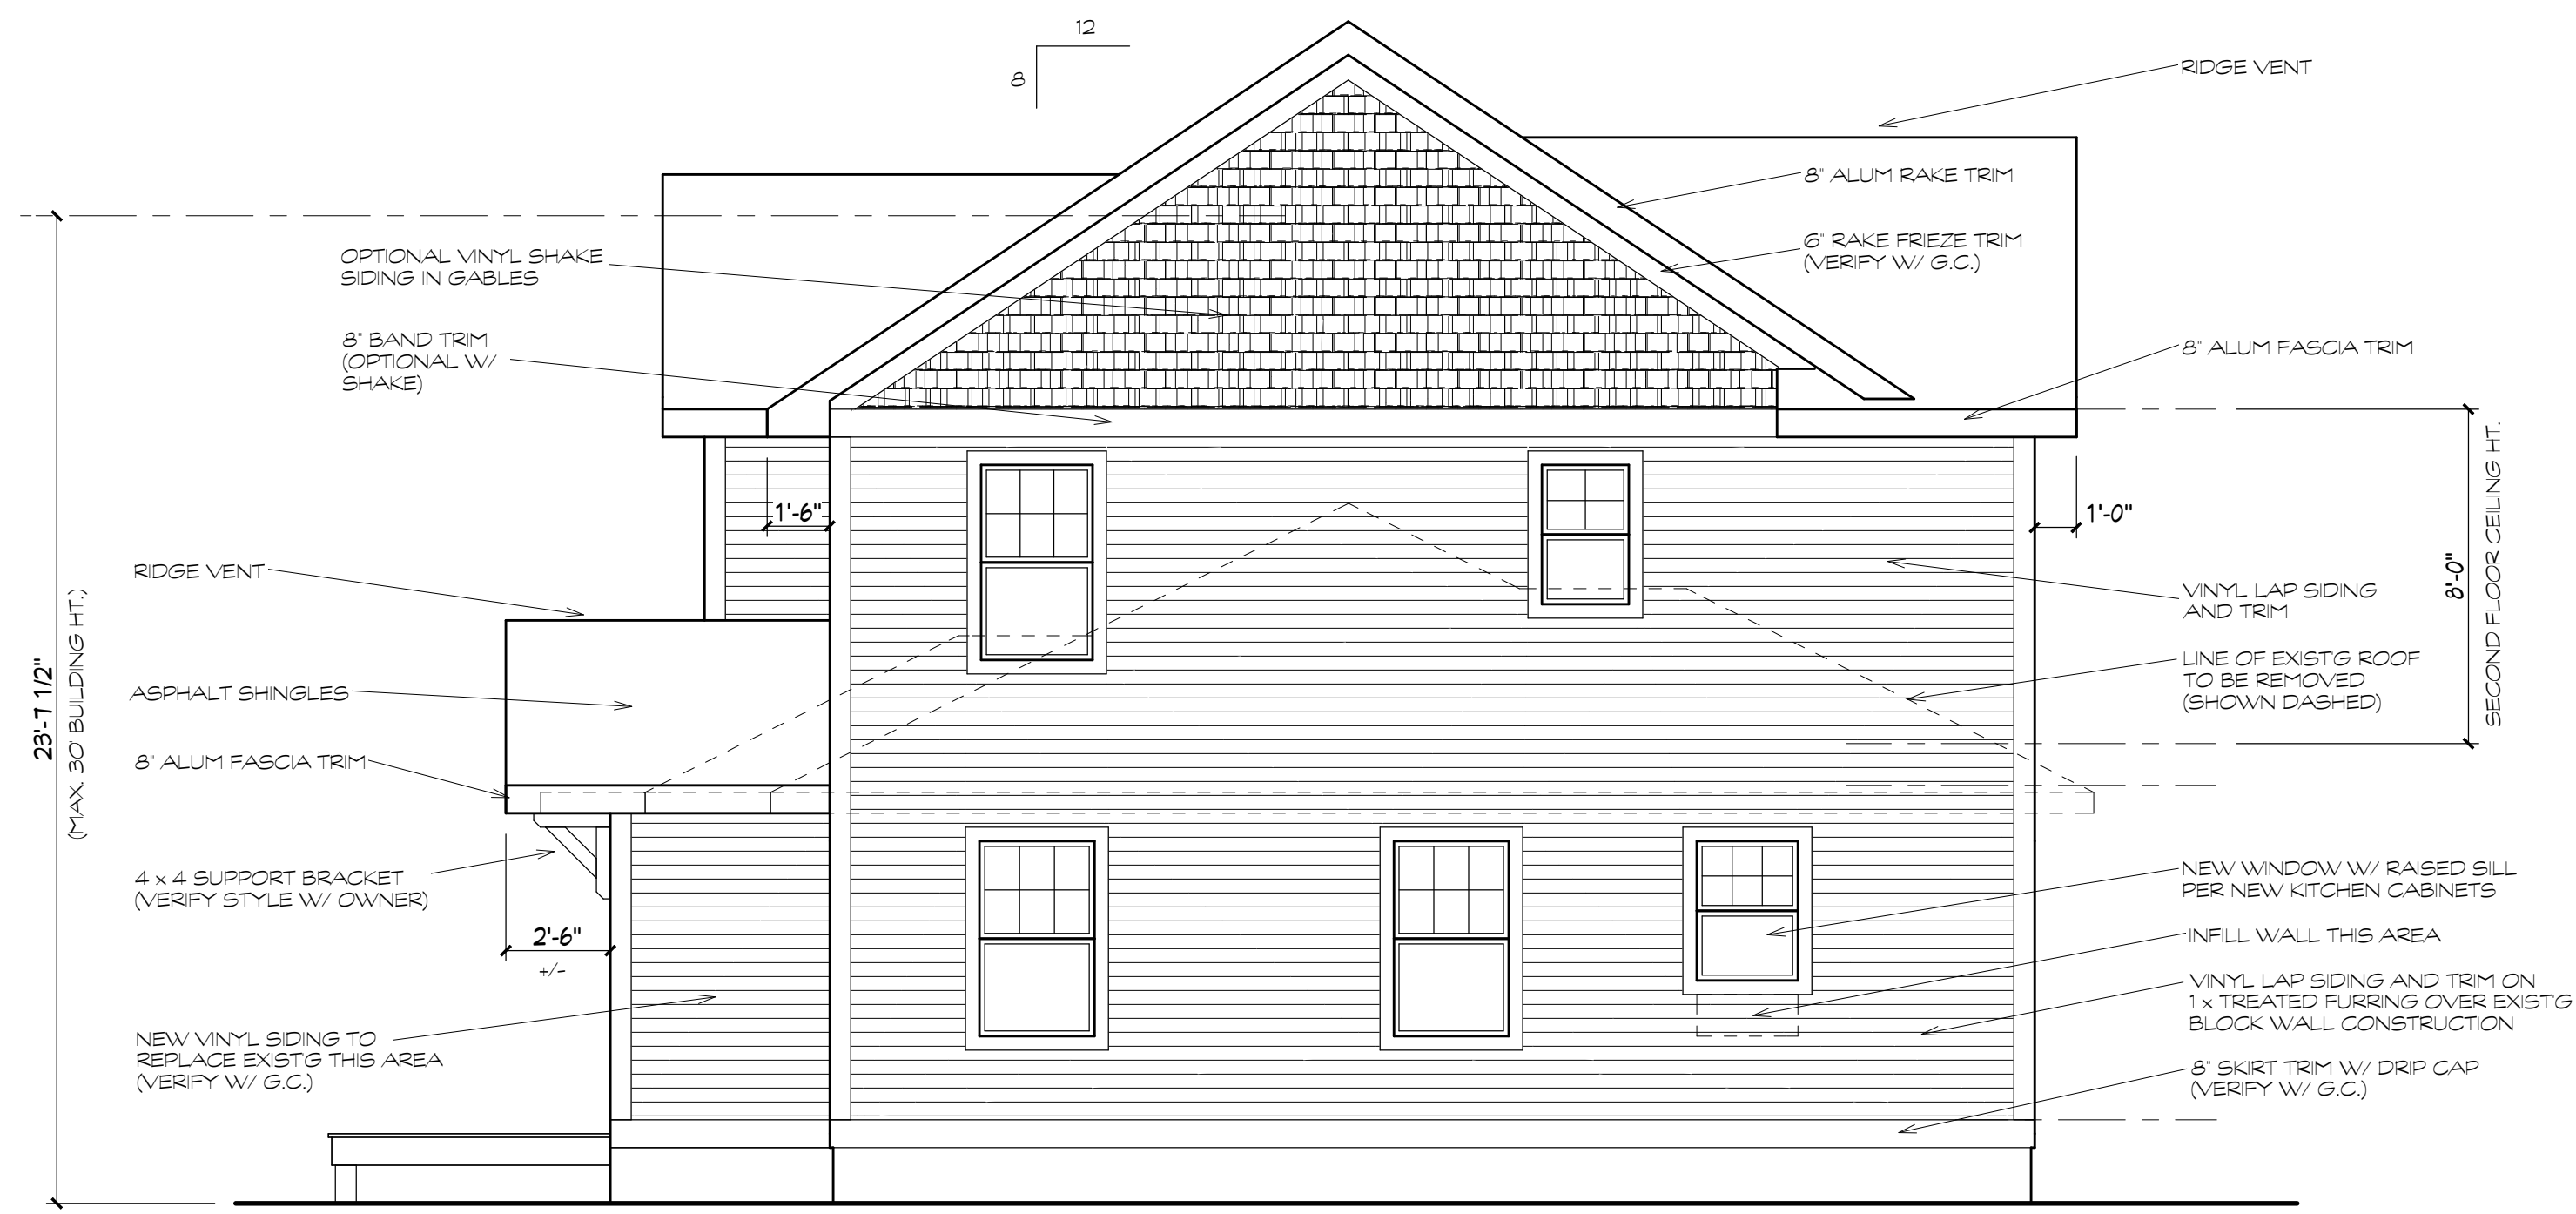 12
8
RIDGE VENT
8" ALUM RAKE TRIM
6" RAKE FRIEZE TRIM
(VERIFY W/ G.C.)
OPTIONAL VINYL SHAKE
SIDING IN GABLES
8" BAND TRIM
(OPTIONAL W/
SHAKE)
8" ALUM FASCIA TRIM
1'-6"
1'-0"
8'-0"
SECOND FLOOR CEILING HT.
RIDGE VENT
VINYL LAP SIDING
AND TRIM
23'-7 1/2"
(MAX. 30' BUILDING HT.)
ASPHALT SHINGLES
LINE OF EXIST'G ROOF
TO BE REMOVED
(SHOWN DASHED)
8" ALUM FASCIA TRIM
4 x 4 SUPPORT BRACKET
(VERIFY STYLE W/ OWNER)
NEW WINDOW W/ RAISED SILL
PER NEW KITCHEN CABINETS
2'-6"
+/-
INFILL WALL THIS AREA
VINYL LAP SIDING AND TRIM ON
1 x TREATED FURRING OVER EXIST'G
BLOCK WALL CONSTRUCTION
NEW VINYL SIDING TO
REPLACE EXIST'G THIS AREA
(VERIFY W/ G.C.)
8" SKIRT TRIM W/ DRIP CAP
(VERIFY W/ G.C.)